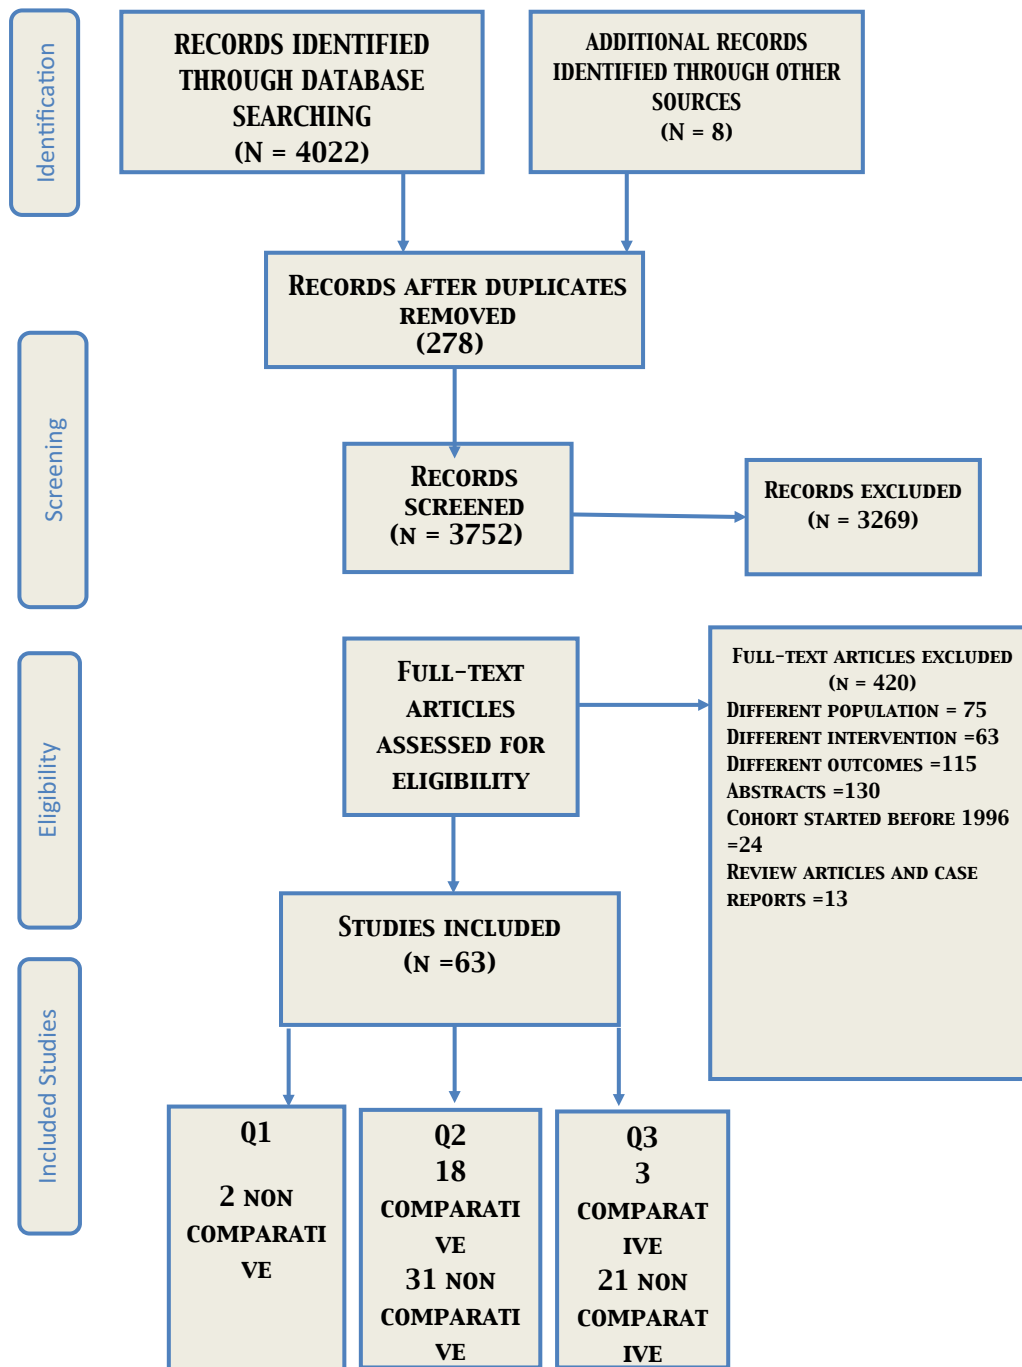 Identification
RECORDS IDENTIFIED
THROUGH DATABASE
SEARCHING
(N = 4022)
ADDITIONAL RECORDS
IDENTIFIED THROUGH OTHER
SOURCES
(N = 8)
RECORDS AFTER DUPLICATES
REMOVED
(278)
Screening
RECORDS
SCREENED
(N = 3752)
RECORDS EXCLUDED
(N = 3269)
Eligibility
FULL-TEXT
ARTICLES
ASSESSED FOR
ELIGIBILITY
FULL-TEXT ARTICLES EXCLUDED
(N = 420)
DIFFERENT POPULATION = 75
DIFFERENT INTERVENTION =63
DIFFERENT OUTCOMES =115
ABSTRACTS =130
COHORT STARTED BEFORE 1996
=24
REVIEW ARTICLES AND CASE
REPORTS =13
STUDIES INCLUDED
(N =63)
Included Studies
Q1
2 NON
COMPARATI
VE
Q2
18
COMPARATI
VE
31 NON
COMPARATI
VE
Q3
3
COMPARAT
IVE
21 NON
COMPARAT
IVE